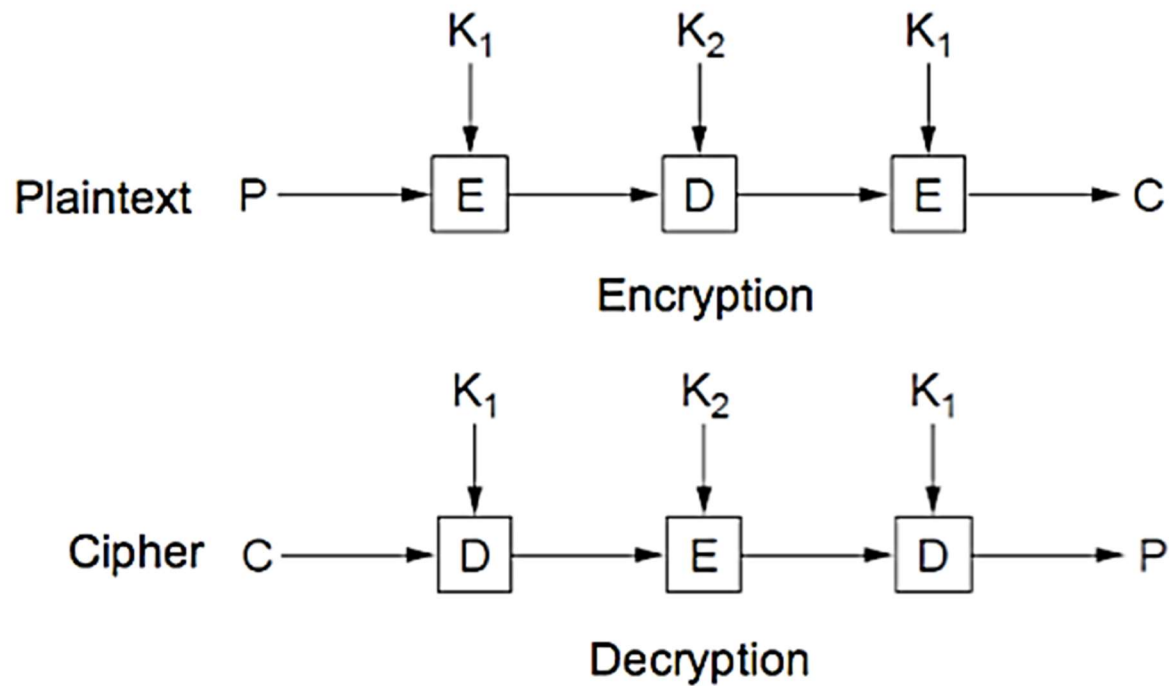 K₁ K₂ K₁
Plaintext P E D E C
Encryption
K₁ K₂ K₁
Cipher C D E D P
Decryption